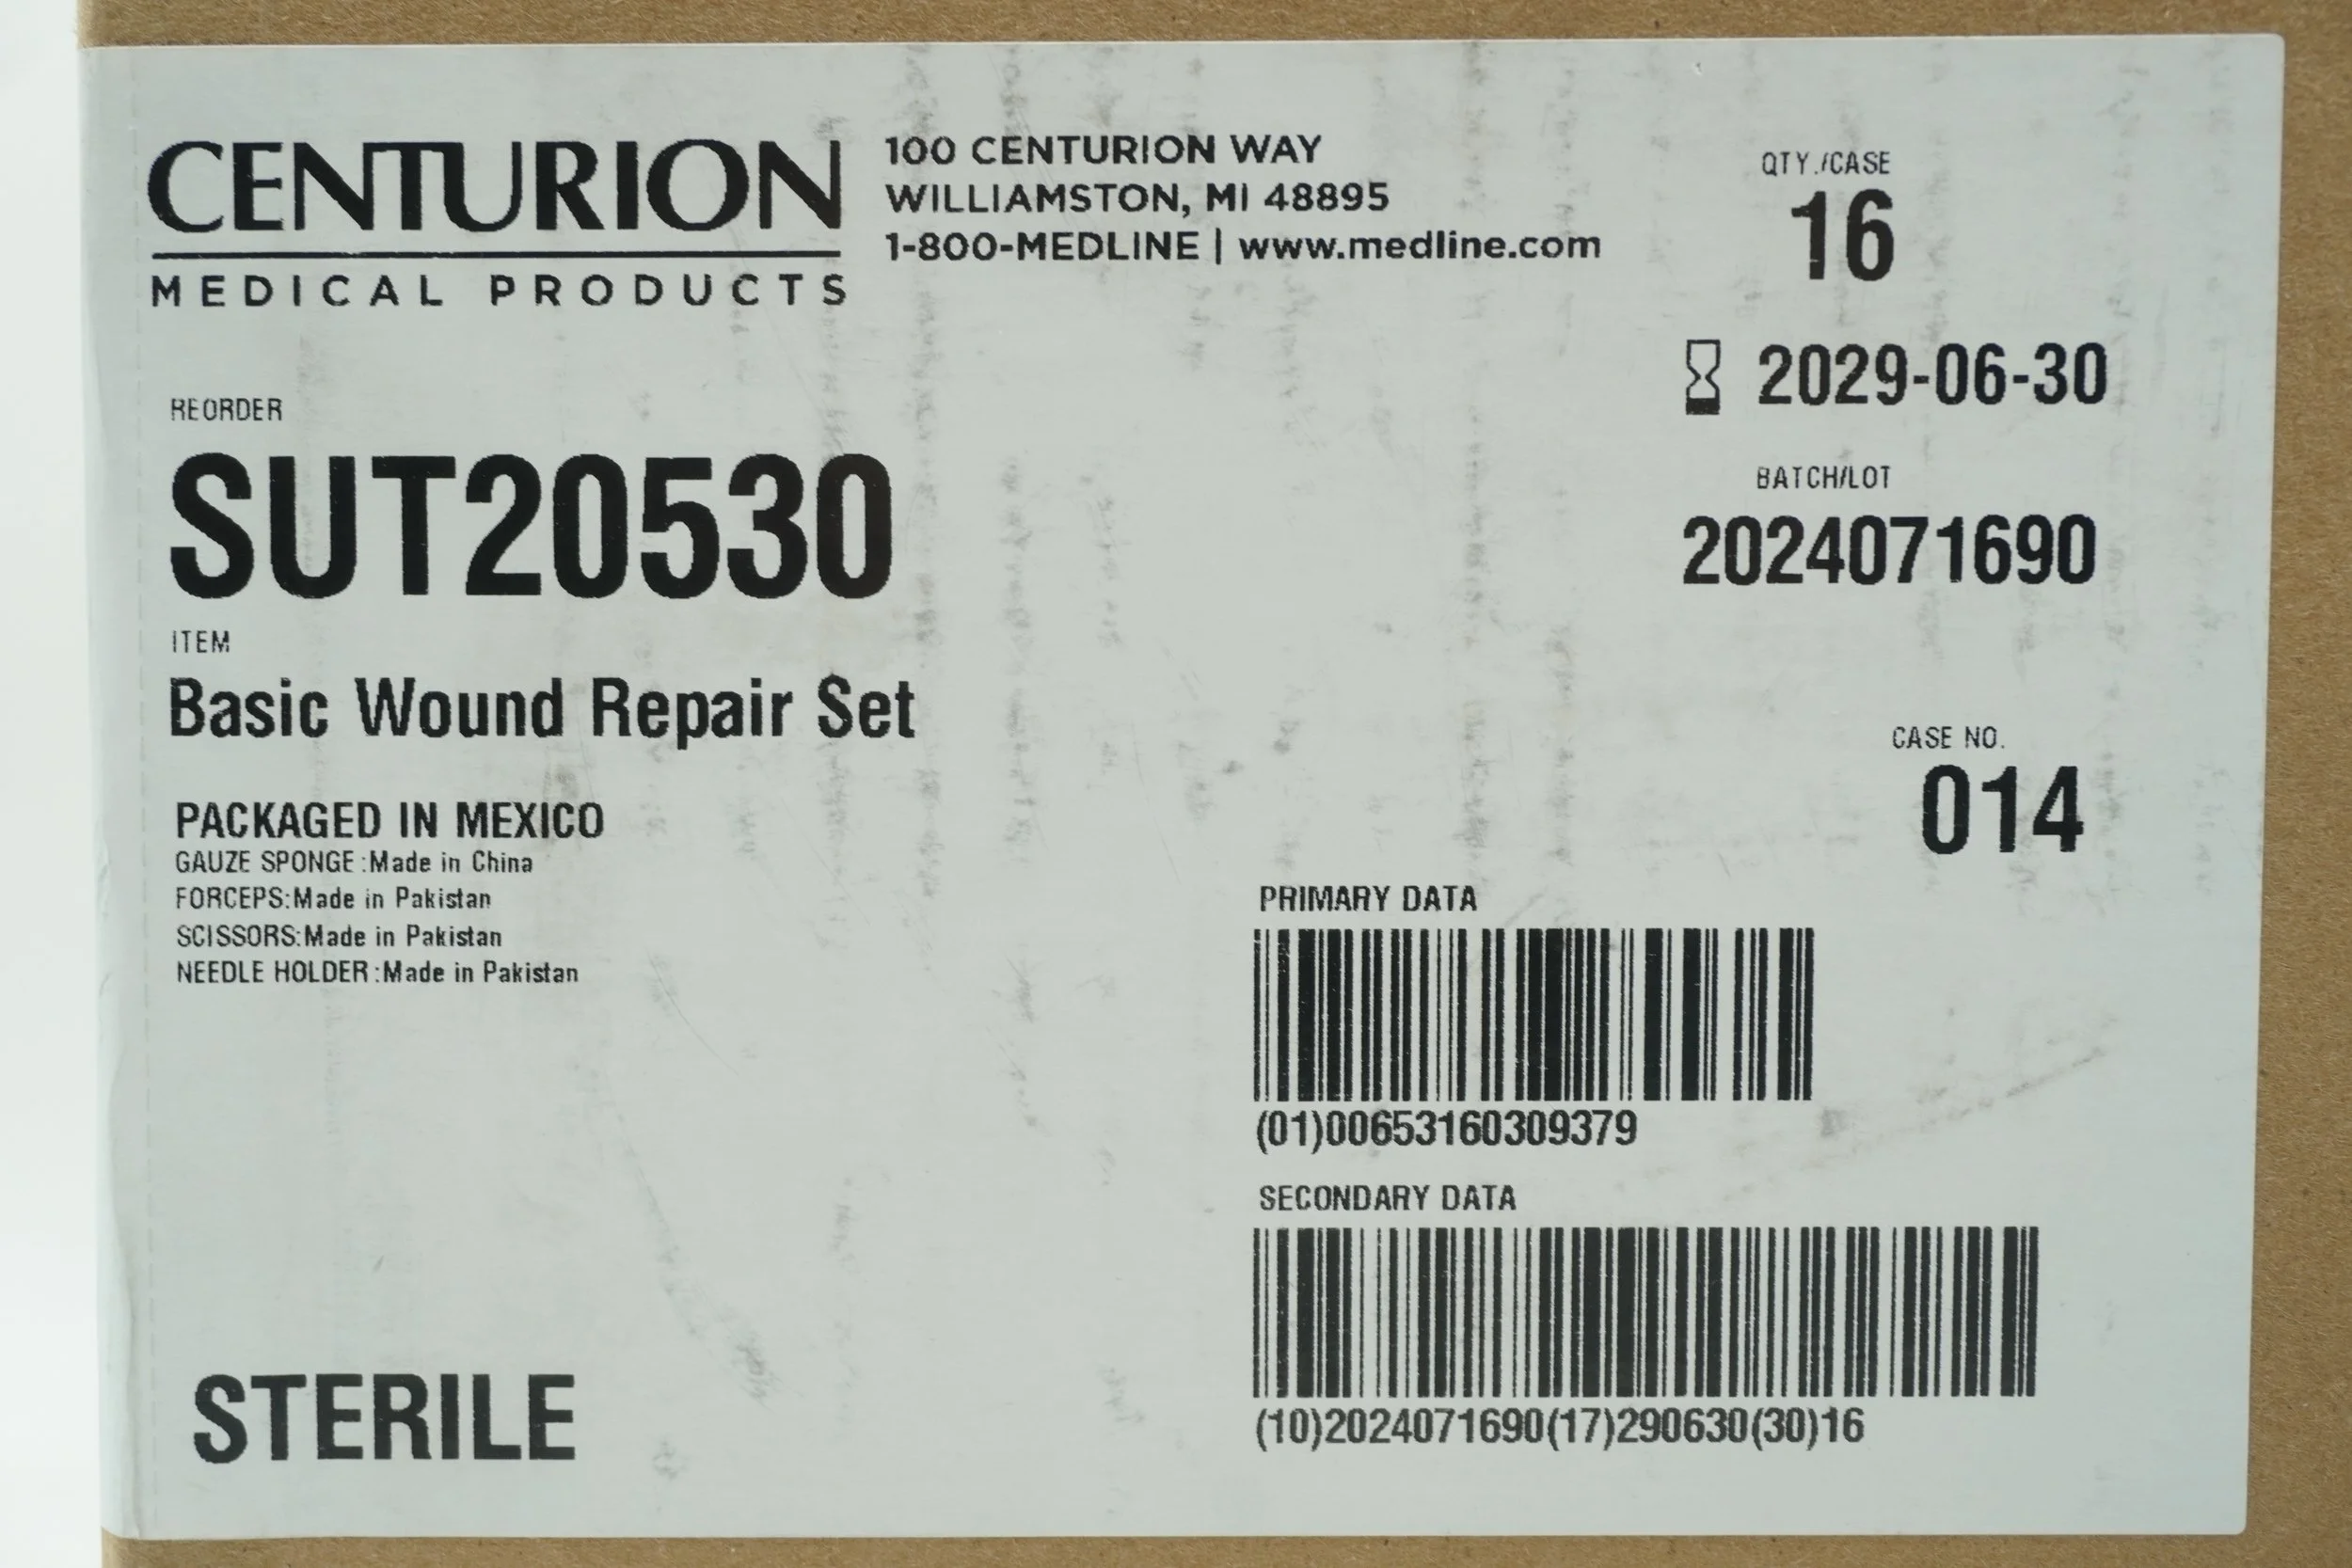 CENTURION
MEDICAL PRODUCTS
100 CENTURION WAY
WILLIAMSTON, MI 48895
1-800-MEDLINE | www.medline.com
QTY./CASE
16
2029-06-30
REORDER
SUT20530
BATCH/LOT
2024071690
ITEM
Basic Wound Repair Set
CASE NO.
014
PACKAGED IN MEXICO
GAUZE SPONGE:Made in China
FORCEPS:Made in Pakistan
SCISSORS:Made in Pakistan
NEEDLE HOLDER:Made in Pakistan
PRIMARY DATA
(01)00653160309379
SECONDARY DATA
(10)2024071690(17)290630(30)16
STERILE